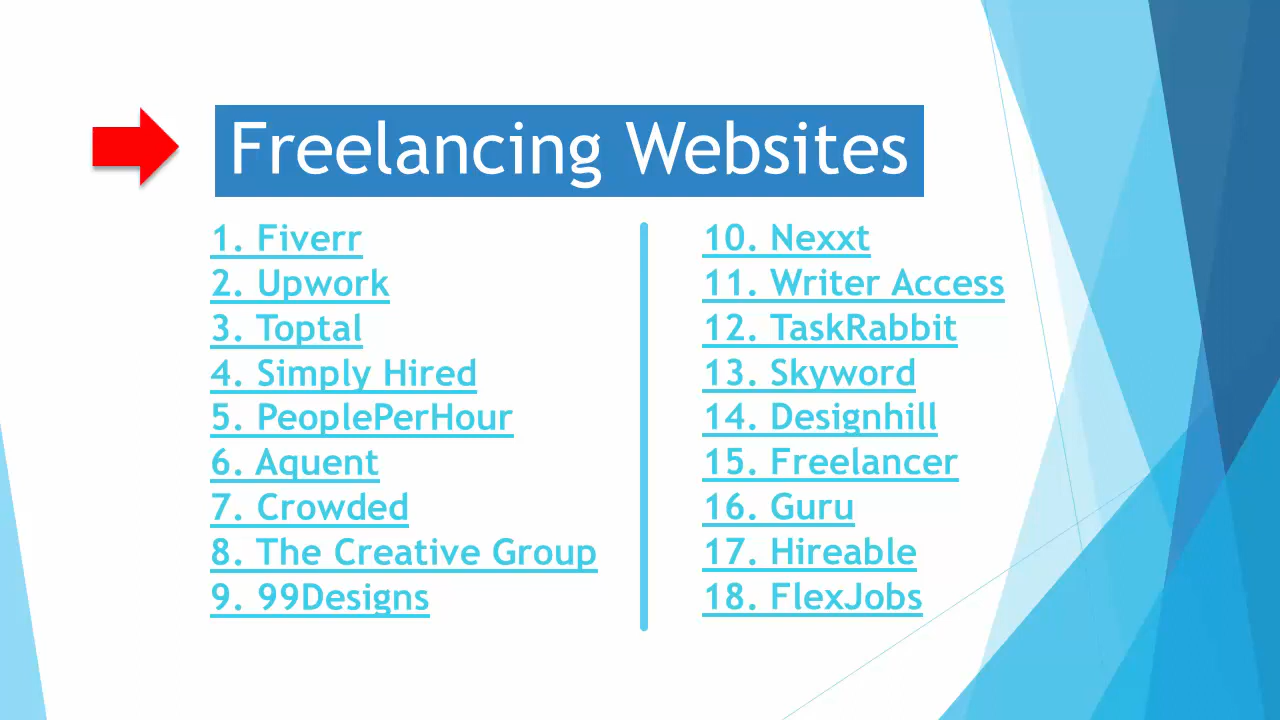 Freelancing Websites
1. Fiverr
2. Upwork
3. Toptal
4. Simply Hired
5. PeoplePerHour
6. Aquent
7. Crowded
8. The Creative Group
9. 99Designs
10. Nexxt
11. Writer Access
12. TaskRabbit
13. Skyword
14. Designhill
15. Freelancer
16. Guru
17. Hireable
18. FlexJobs